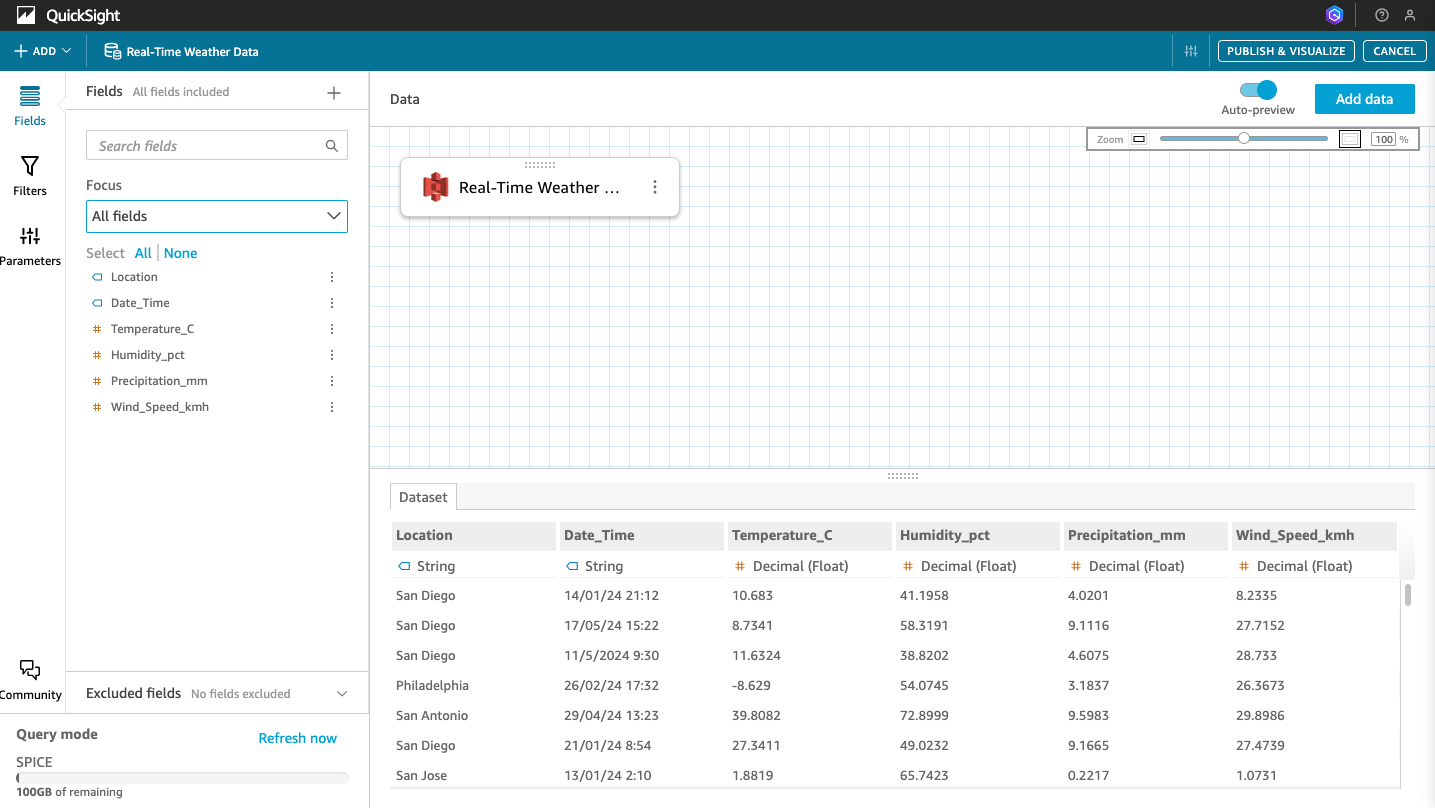 QuickSight
ADD
Real-Time Weather Data
PUBLISH & VISUALIZE
CANCEL
Fields
Filters
Parameters
Community
Fields All fields included
Search fields
Focus
All fields
Select All | None
Location
Date_Time
Temperature_C
Humidity_pct
Precipitation_mm
Wind_Speed_kmh
Excluded fields No fields excluded
Query mode
Refresh now
SPICE
100GB of remaining
Data
Auto-preview
Add data
Zoom 100 %
Real-Time Weather ...
Dataset
Location Date_Time Temperature_C Humidity_pct Precipitation_mm Wind_Speed_kmh
String String # Decimal (Float) # Decimal (Float) # Decimal (Float) # Decimal (Float)
San Diego 14/01/24 21:12 10.683 41.1958 4.0201 8.2335
San Diego 17/05/24 15:22 8.7341 58.3191 9.1116 27.7152
San Diego 11/5/2024 9:30 11.6324 38.8202 4.6075 28.733
Philadelphia 26/02/24 17:32 -8.629 54.0745 3.1837 26.3673
San Antonio 29/04/24 13:23 39.8082 72.8999 9.5983 29.8986
San Diego 21/01/24 8:54 27.3411 49.0232 9.1665 27.4739
San Jose 13/01/24 2:10 1.8819 65.7423 0.2217 1.0731